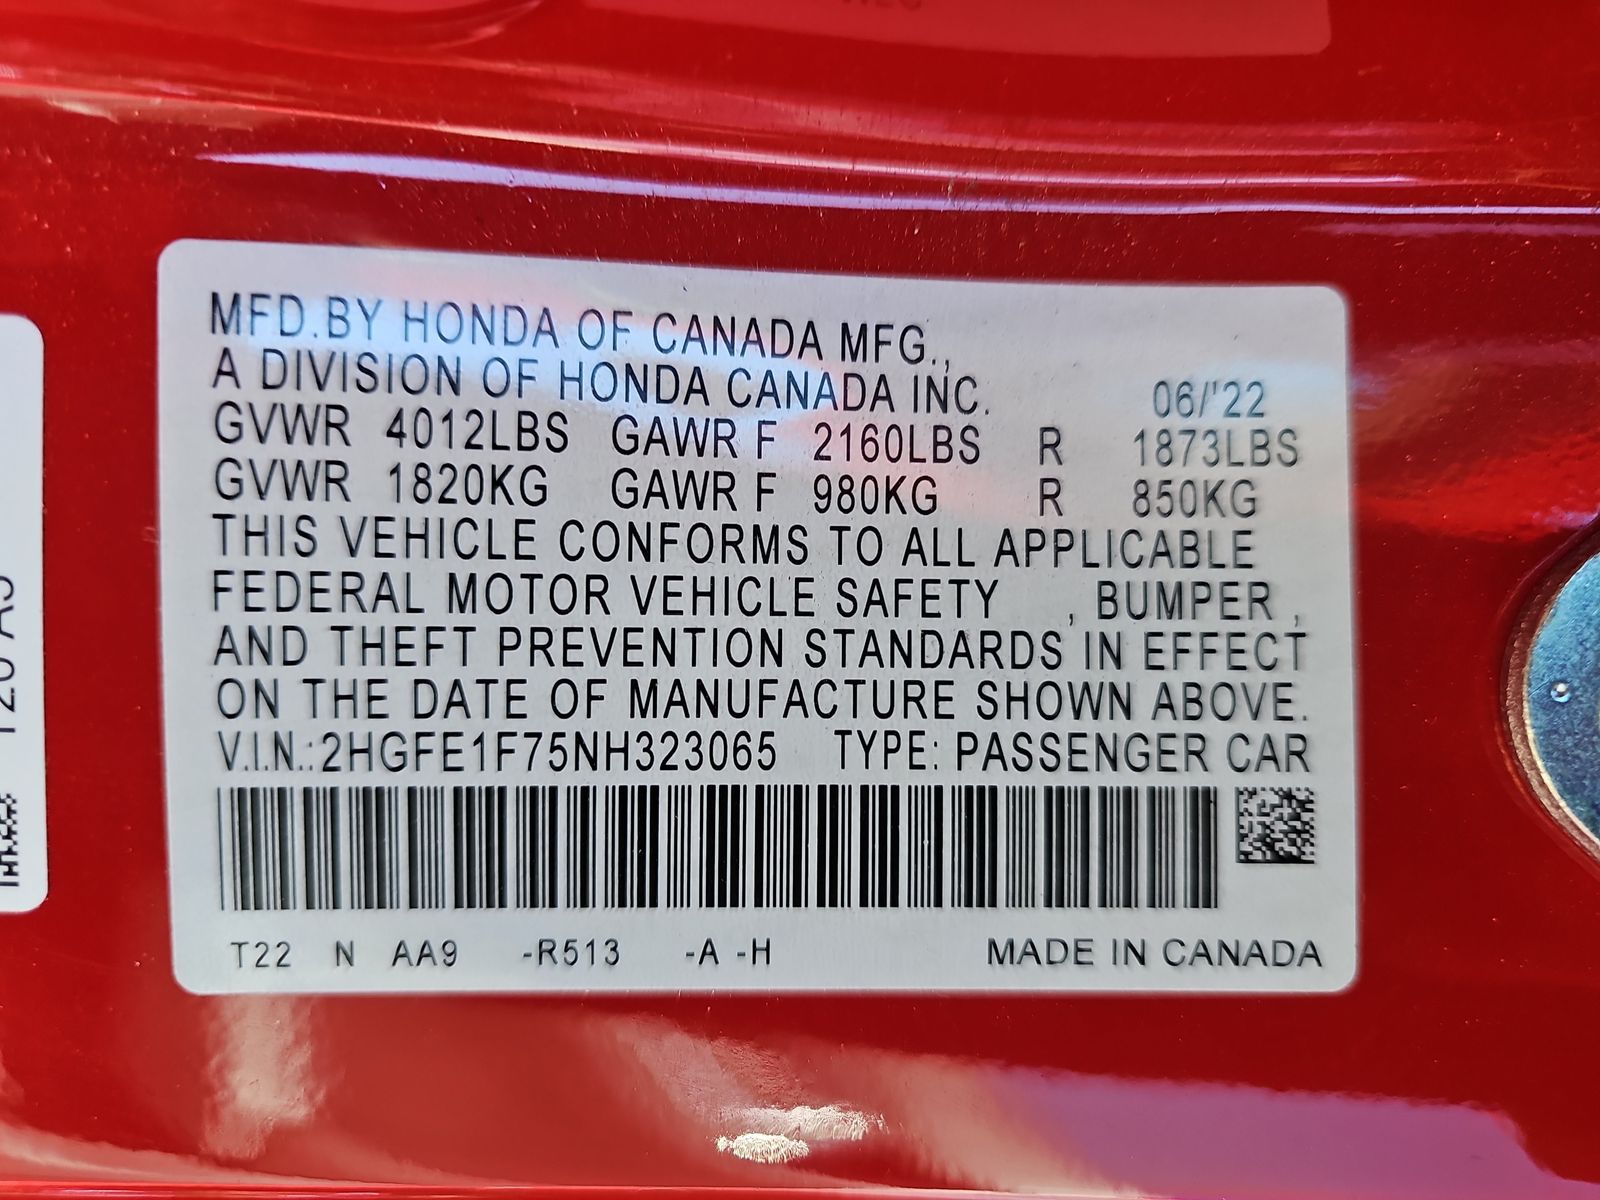 MFD.BY HONDA OF CANADA MFG.,
A DIVISION OF HONDA CANADA INC. 06/'22
GVWR 4012LBS GAWR F 2160LBS R 1873LBS
GVWR 1820KG GAWR F 980KG R 850KG
THIS VEHICLE CONFORMS TO ALL APPLICABLE
FEDERAL MOTOR VEHICLE SAFETY , BUMPER ,
AND THEFT PREVENTION STANDARDS IN EFFECT
ON THE DATE OF MANUFACTURE SHOWN ABOVE.
V.I.N.:2HGFE1F75NH323065 TYPE: PASSENGER CAR
T22 N AA9 -R513 -A -H MADE IN CANADA